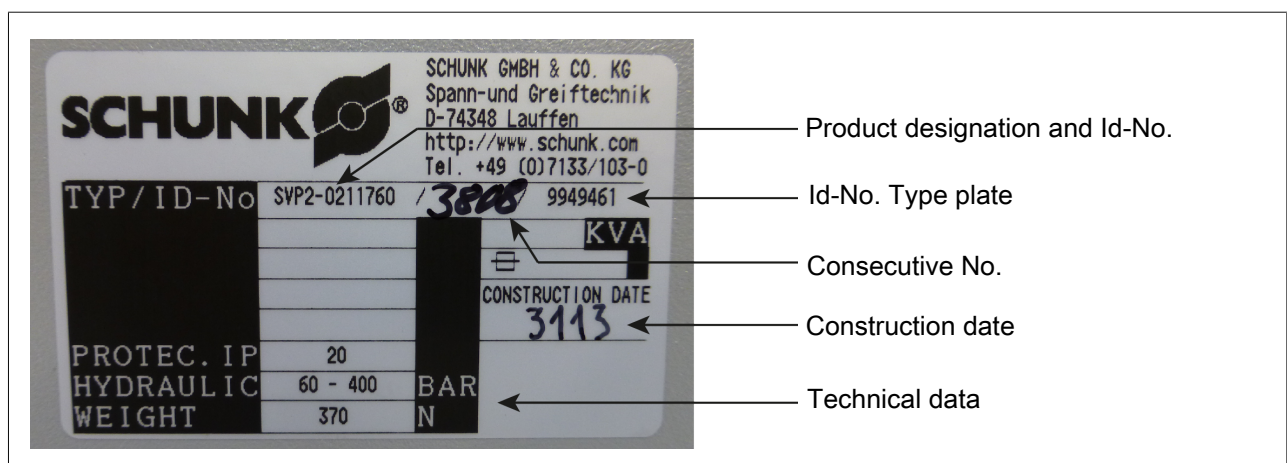 SCHUNK®
SCHUNK GMBH & CO. KG
Spann-und Greiftechnik
D-74348 Lauffen
http://www.schunk.com
Tel. +49 (0)7133/103-0
TYP/ID-No SVP2-0211760 /3808/ 9949461
KVA
CONSTRUCTION DATE
3113
PROTEC. IP 20
HYDRAULIC 60 - 400 BAR
WEIGHT 370 N
Product designation and Id-No.
Id-No. Type plate
Consecutive No.
Construction date
Technical data